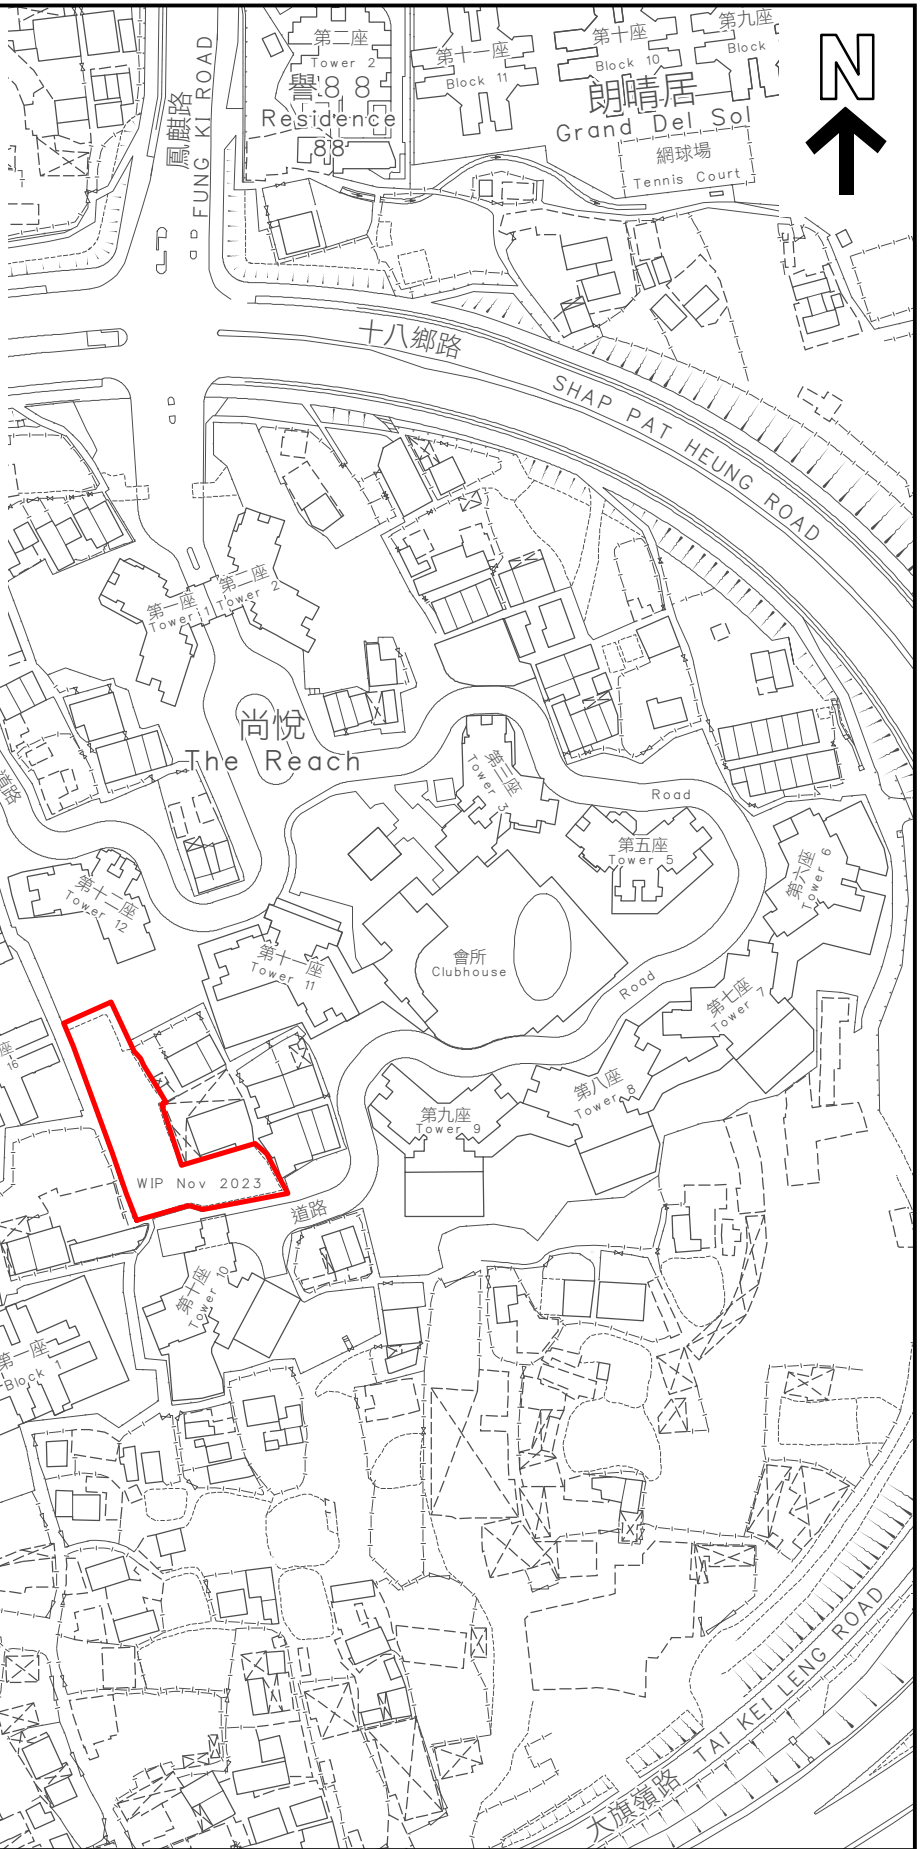 第二座
Tower 2
譽88
Residence
88
第十一座
Block 11
第十座
Block 10
第九座
Block
朗晴居
Grand Del Sol
網球場
Tennis Court
N
鳳麒路
FUNG KI ROAD
十八鄉路
SHAP PAT HEUNG ROAD
第一座
Tower 1
第二座
Tower 2
尚悅
The Reach
第三座
Tower 3
Road
第五座
Tower 5
第六座
Tower 6
道路
第十二座
Tower 12
第十一座
Tower 11
會所
Clubhouse
Road
第七座
Tower 7
座
16
第八座
Tower 8
第九座
Tower 9
WIP Nov 2023
道路
第十座
Tower 10
第一座
Block 1
大旗嶺路
TAI KEI LENG ROAD